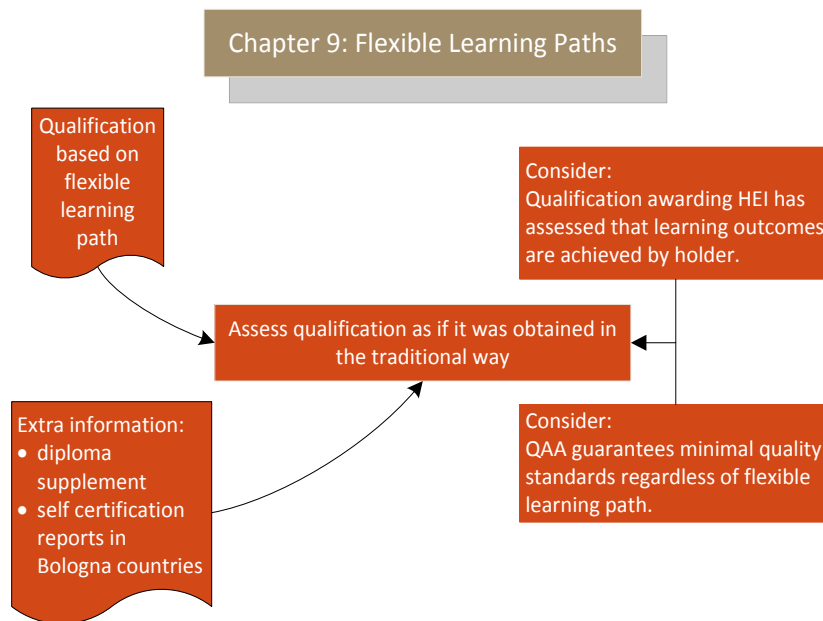 Chapter 9: Flexible Learning Paths
Qualification
based on
flexible
learning
path
Consider:
Qualification awarding HEI has
assessed that learning outcomes
are achieved by holder.
Assess qualification as if it was obtained in
the traditional way
Extra information:
• diploma
supplement
• self certification
reports in
Bologna countries
Consider:
QAA guarantees minimal quality
standards regardless of flexible
learning path.